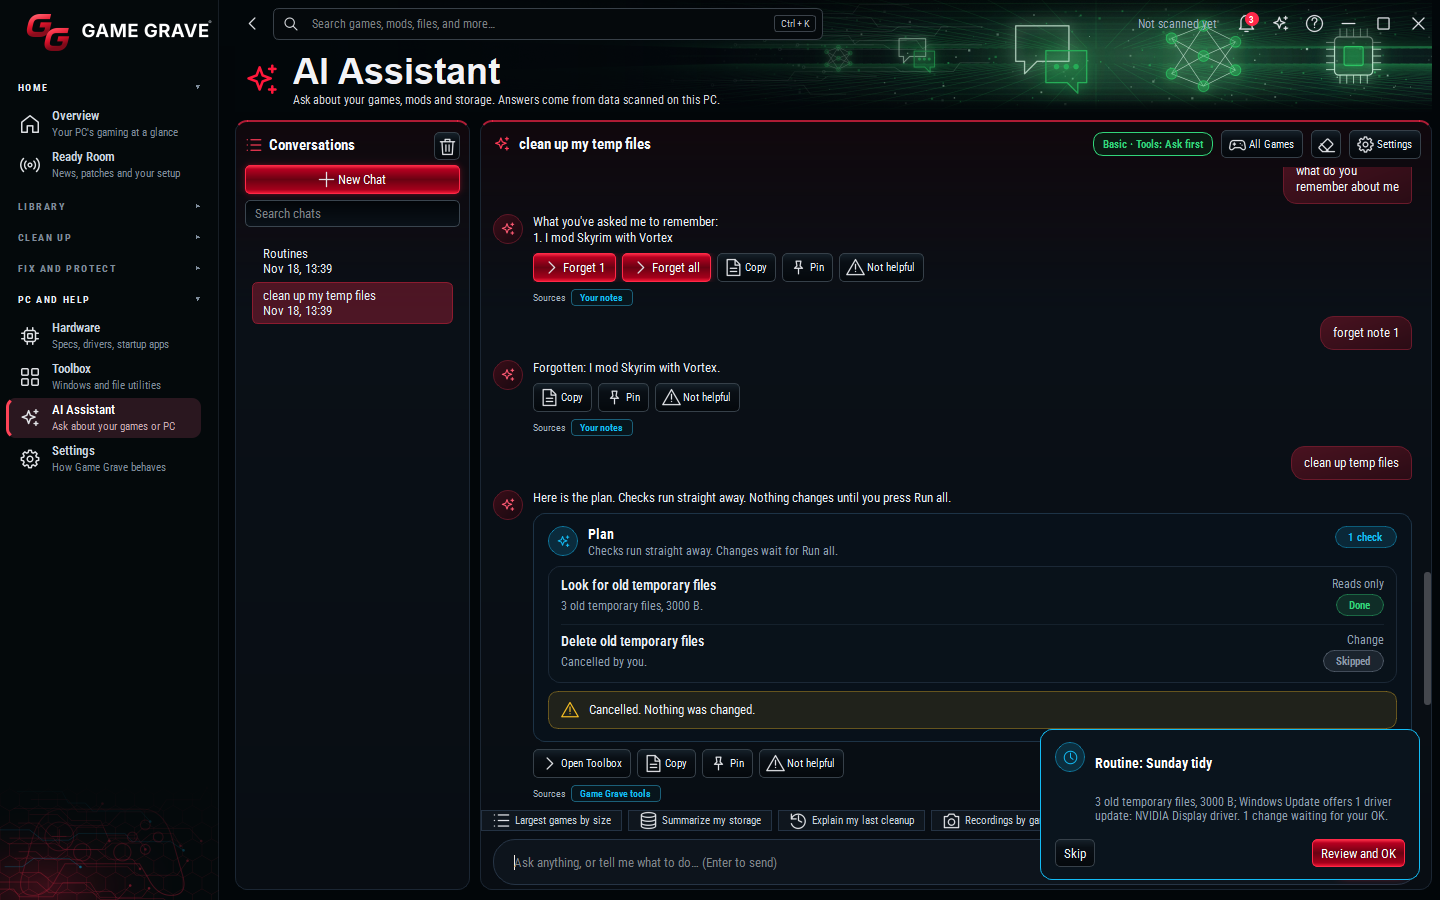 GG GAME GRAVE
Search games, mods, files, and more...
Ctrl + K
Not scanned yet
3
AI Assistant
Ask about your games, mods and storage. Answers come from data scanned on this PC.
HOME
Overview
Your PC's gaming at a glance
Ready Room
News, patches and your setup
LIBRARY
CLEAN UP
FIX AND PROTECT
PC AND HELP
Hardware
Specs, drivers, startup apps
Toolbox
Windows and file utilities
AI Assistant
Ask about your games or PC
Settings
How Game Grave behaves
Conversations
New Chat
Search chats
Routines
Nov 18, 13:39
clean up my temp files
Nov 18, 13:39
clean up my temp files
Basic · Tools: Ask first
All Games
Settings
what do you
remember about me
What you've asked me to remember:
1. I mod Skyrim with Vortex
Forget 1
Forget all
Copy
Pin
Not helpful
Sources
Your notes
forget note 1
Forgotten: I mod Skyrim with Vortex.
Copy
Pin
Not helpful
Sources
Your notes
clean up temp files
Here is the plan. Checks run straight away. Nothing changes until you press Run all.
Plan
Checks run straight away. Changes wait for Run all.
1 check
Look for old temporary files
3 old temporary files, 3000 B.
Reads only
Done
Delete old temporary files
Cancelled by you.
Change
Skipped
Cancelled. Nothing was changed.
Open Toolbox
Copy
Pin
Not helpful
Sources
Game Grave tools
Largest games by size
Summarize my storage
Explain my last cleanup
Recordings by ga
Ask anything, or tell me what to do... (Enter to send)
Routine: Sunday tidy
3 old temporary files, 3000 B; Windows Update offers 1 driver
update: NVIDIA Display driver. 1 change waiting for your OK.
Skip
Review and OK